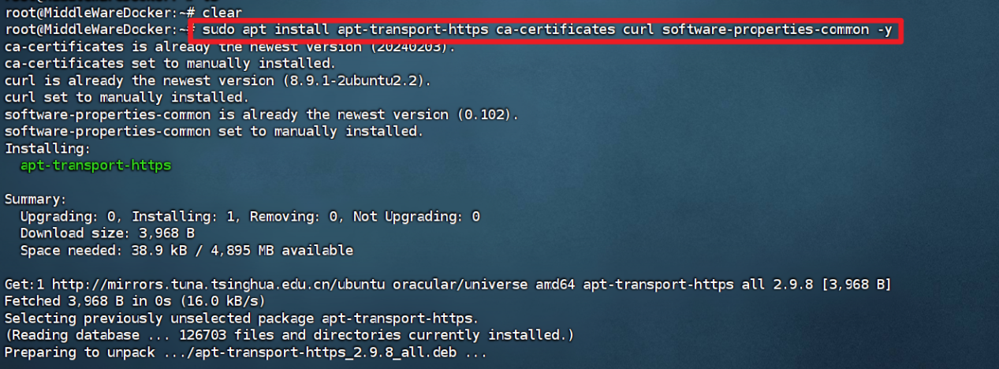 root@MiddleWareDocker:~# clear
root@MiddleWareDocker:~# sudo apt install apt-transport-https ca-certificates curl software-properties-common -y
ca-certificates is already the newest version (20240203).
ca-certificates set to manually installed.
curl is already the newest version (8.9.1-2ubuntu2.2).
curl set to manually installed.
software-properties-common is already the newest version (0.102).
software-properties-common set to manually installed.
Installing:
  apt-transport-https

Summary:
  Upgrading: 0, Installing: 1, Removing: 0, Not Upgrading: 0
  Download size: 3,968 B
  Space needed: 38.9 kB / 4,895 MB available

Get:1 http://mirrors.tuna.tsinghua.edu.cn/ubuntu oracular/universe amd64 apt-transport-https all 2.9.8 [3,968 B]
Fetched 3,968 B in 0s (16.0 kB/s)
Selecting previously unselected package apt-transport-https.
(Reading database ... 126703 files and directories currently installed.)
Preparing to unpack .../apt-transport-https_2.9.8_all.deb ...